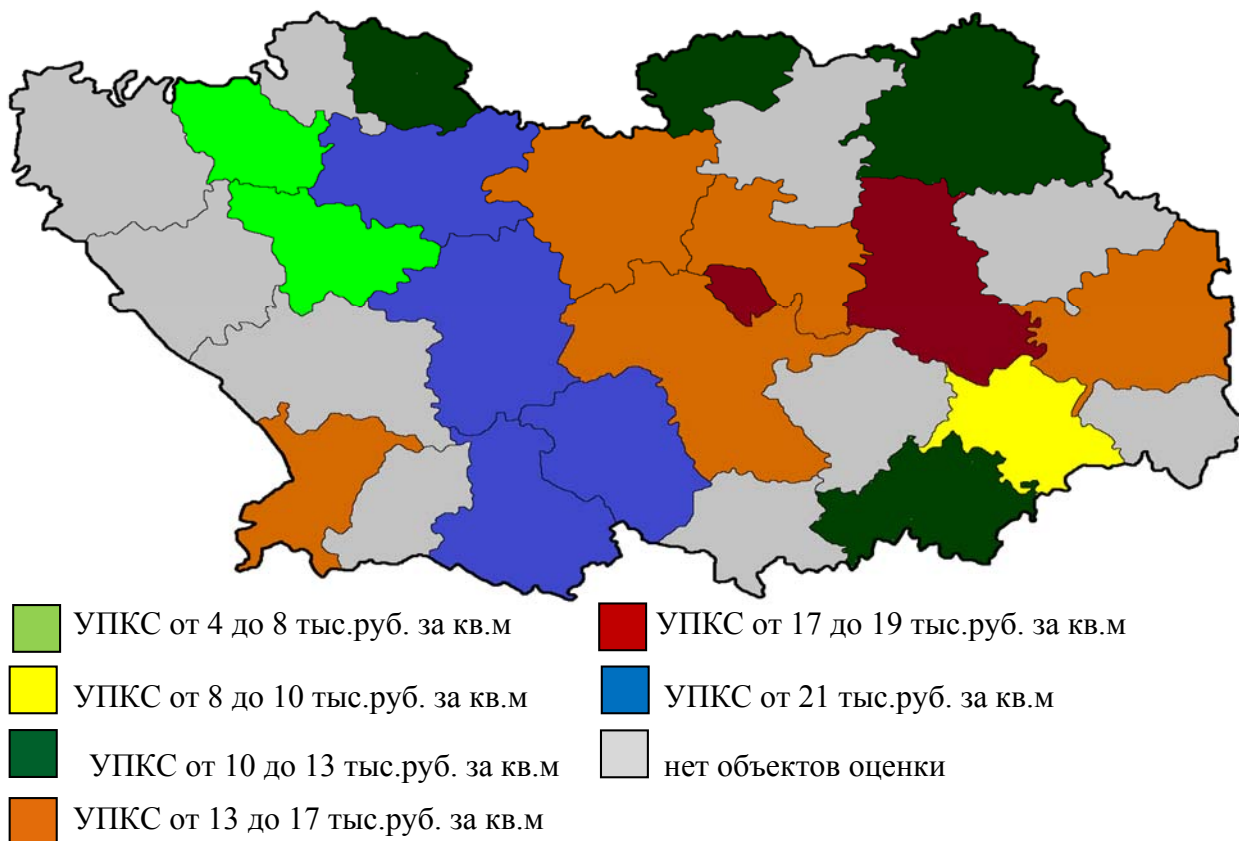 УПКС от 4 до 8 тыс.руб. за кв.м
УПКС от 8 до 10 тыс.руб. за кв.м
УПКС от 10 до 13 тыс.руб. за кв.м
УПКС от 13 до 17 тыс.руб. за кв.м
УПКС от 17 до 19 тыс.руб. за кв.м
УПКС от 21 тыс.руб. за кв.м
нет объектов оценки